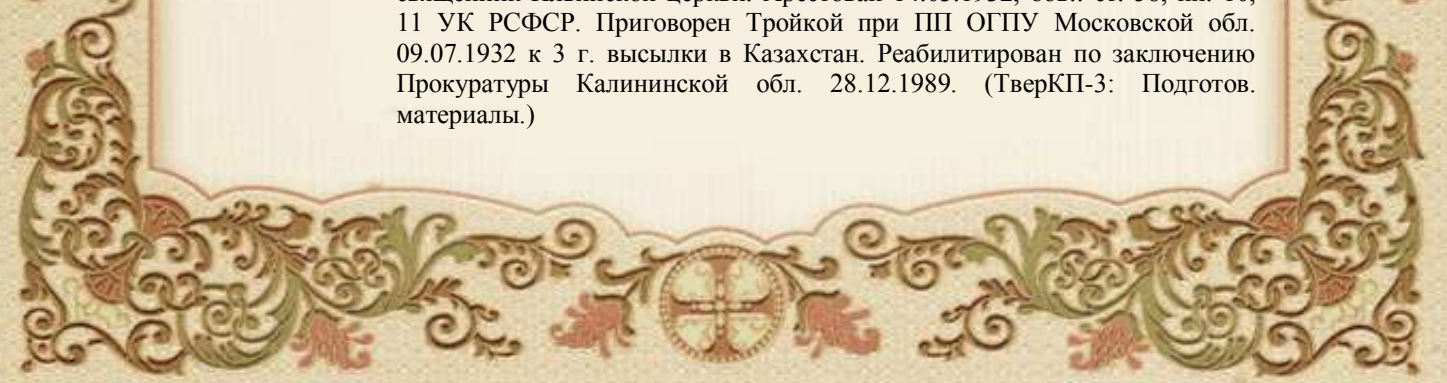 11 УК РСФСР. Приговорен Тройкой при ПП ОГПУ Московской обл.
09.07.1932 к 3 г. высылки в Казахстан. Реабилитирован по заключению
Прокуратуры Калининской обл. 28.12.1989. (ТверКП-3: Подготов.
материалы.)